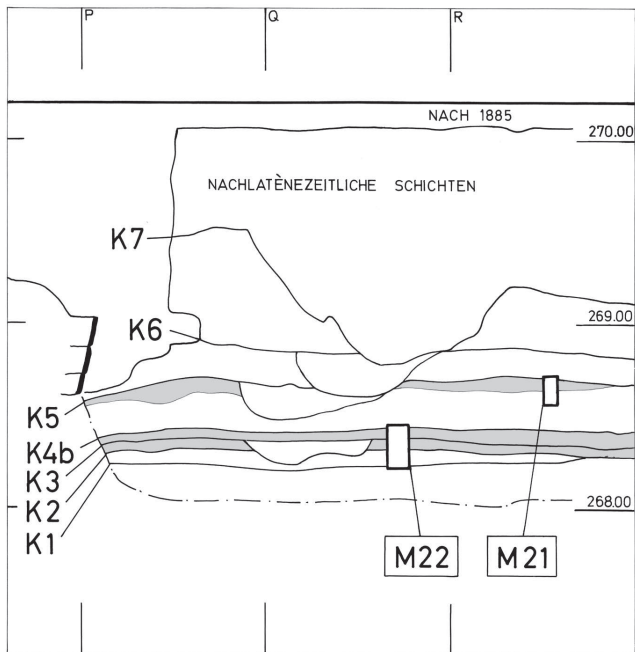 P
Q
R
NACH 1885
270.00
NACHLATÈNEZEITLICHE SCHICHTEN
K7
K6
269.00
K5
K4b
K3
K2
K1
268.00
M22
M21